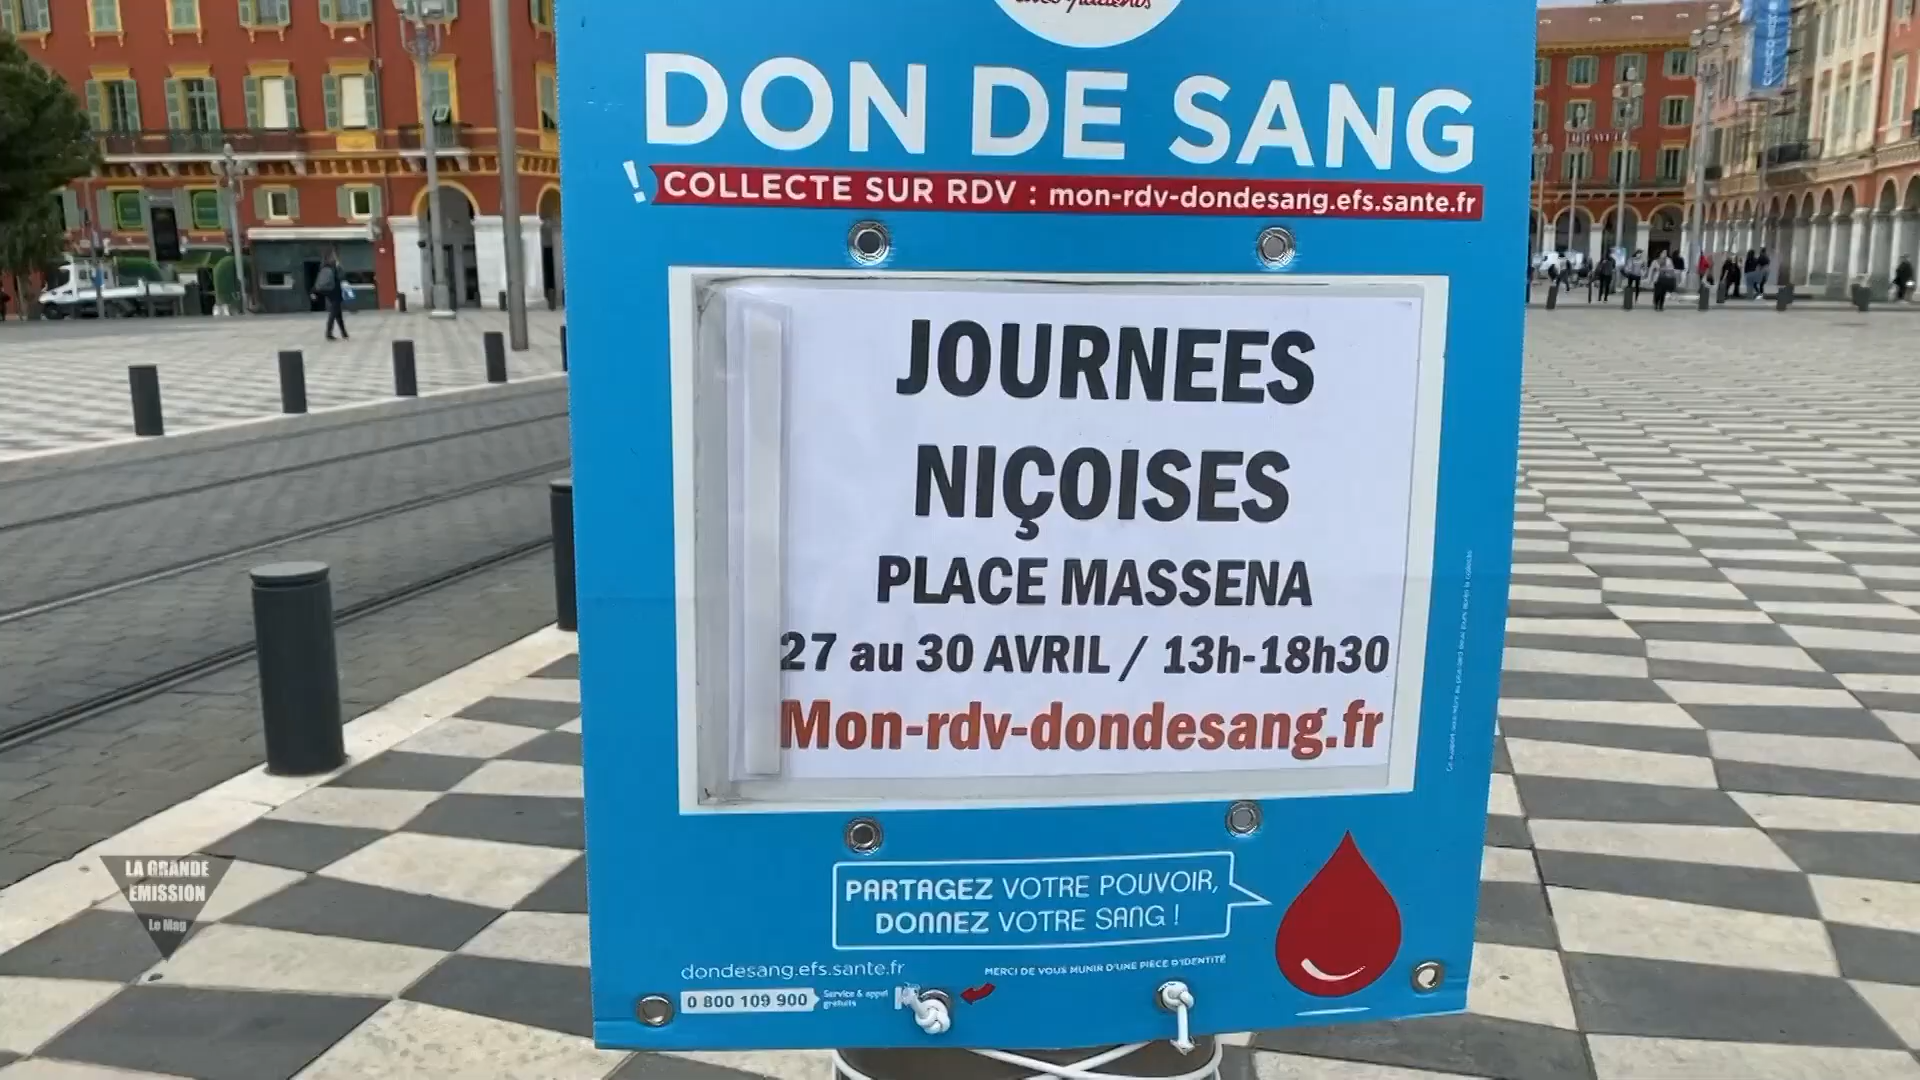 DON DE SANG
! COLLECTE SUR RDV : mon-rdv-dondesang.efs.sante.fr
JOURNEES
NIÇOISES
PLACE MASSENA
27 au 30 AVRIL / 13h-18h30
Mon-rdv-dondesang.fr
PARTAGEZ VOTRE POUVOIR,
DONNEZ VOTRE SANG !
dondesang.efs.sante.fr
MERCI DE VOUS MUNIR D'UNE PIÈCE D'IDENTITÉ
0 800 109 900
Service & appel
gratuits
LA GRANDE
EMISSION
Le Mag